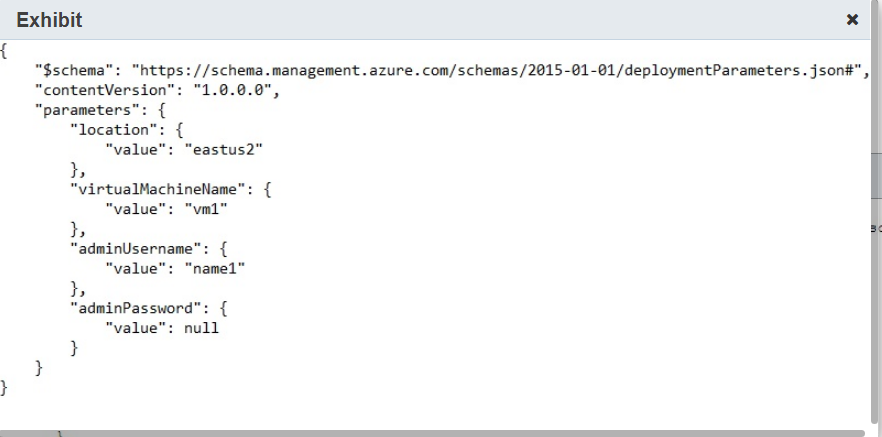 Exhibit
{
"$schema": "https://schema.management.azure.com/schemas/2015-01-01/deploymentParameters.json#",
"contentVersion": "1.0.0.0",
"parameters": {
"location": {
"value": "eastus2"
},
"virtualMachineName": {
"value": "vm1"
},
"adminUsername": {
"value": "name1"
},
"adminPassword": {
"value": null
}
}
}